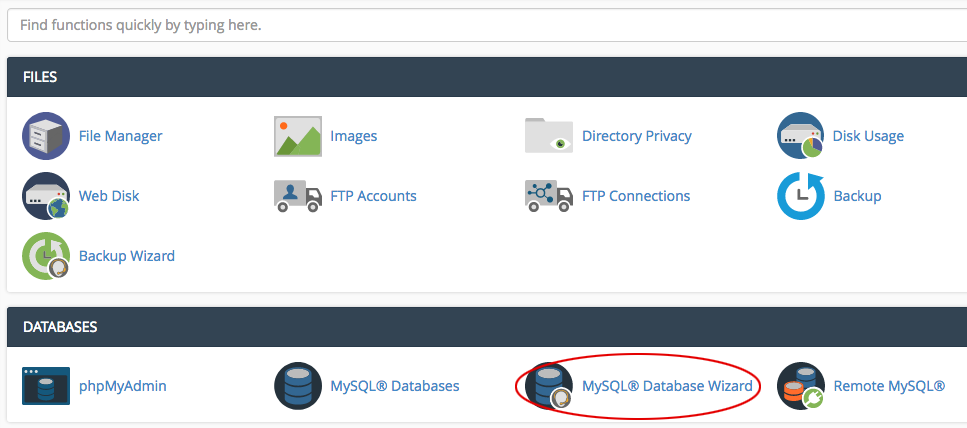 Find functions quickly by typing here.
FILES
File Manager
Images
Directory Privacy
Disk Usage
Web Disk
FTP Accounts
FTP Connections
Backup
Backup Wizard
DATABASES
phpMyAdmin
MySQL® Databases
MySQL® Database Wizard
Remote MySQL®